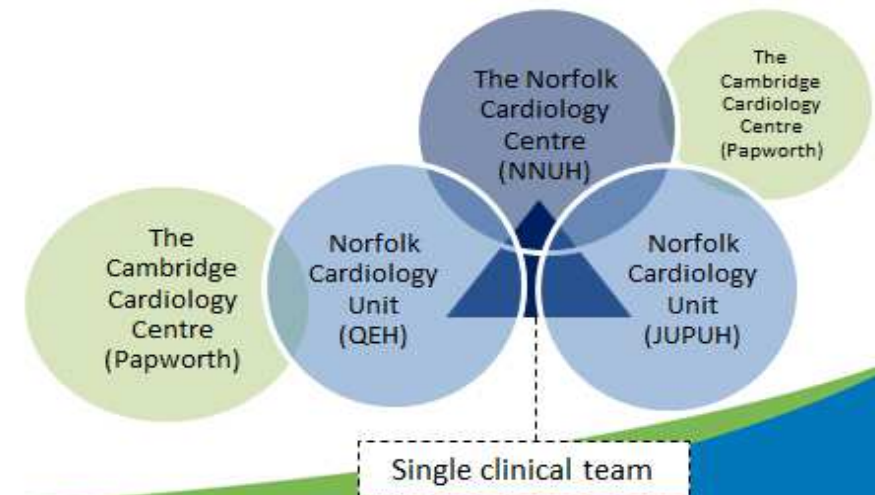 The Norfolk
Cardiology
Centre
(NNUH)
The
Cambridge
Cardiology
Centre
(Papworth)
The
Cambridge
Cardiology
Centre
(Papworth)
Norfolk
Cardiology
Unit
(QEH)
Norfolk
Cardiology
Unit
(JUPUH)
Single clinical team